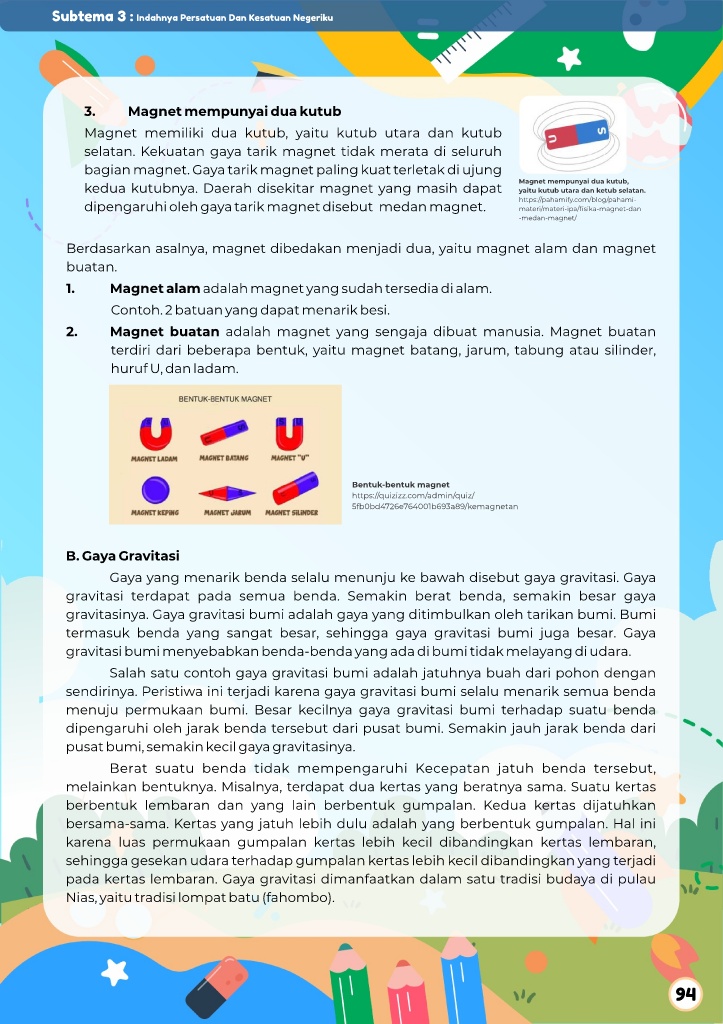 Subtema 3 : Indahnya Persatuan Dan Kesatuan Negeriku
3. Magnet mempunyai dua kutub
Magnet memiliki dua kutub, yaitu kutub utara dan kutub
selatan. Kekuatan gaya tarik magnet tidak merata di seluruh
bagian magnet. Gaya tarik magnet paling kuat terletak di ujung
kedua kutubnya. Daerah disekitar magnet yang masih dapat
dipengaruhi oleh gaya tarik magnet disebut medan magnet.
U S
Magnet mempunyai dua kutub,
yaitu kutub utara dan ketub selatan.
https://pahamify.com/blog/pahami-
materi/materi-ipa/fisika-magnet-dan
-medan-magnet/
Berdasarkan asalnya, magnet dibedakan menjadi dua, yaitu magnet alam dan magnet
buatan.
1. Magnet alam adalah magnet yang sudah tersedia di alam.
Contoh. 2 batuan yang dapat menarik besi.
2. Magnet buatan adalah magnet yang sengaja dibuat manusia. Magnet buatan
terdiri dari beberapa bentuk, yaitu magnet batang, jarum, tabung atau silinder,
huruf U, dan ladam.
BENTUK-BENTUK MAGNET
MAGNET LADAM MAGNET BATANG MAGNET "U"
MAGNET KEPING MAGNET JARUM MAGNET SILINDER
Bentuk-bentuk magnet
https://quizizz.com/admin/quiz/
5fb0bd4726e764001b693a89/kemagnetan
B. Gaya Gravitasi
Gaya yang menarik benda selalu menunju ke bawah disebut gaya gravitasi. Gaya
gravitasi terdapat pada semua benda. Semakin berat benda, semakin besar gaya
gravitasinya. Gaya gravitasi bumi adalah gaya yang ditimbulkan oleh tarikan bumi. Bumi
termasuk benda yang sangat besar, sehingga gaya gravitasi bumi juga besar. Gaya
gravitasi bumi menyebabkan benda-benda yang ada di bumi tidak melayang di udara.
Salah satu contoh gaya gravitasi bumi adalah jatuhnya buah dari pohon dengan
sendirinya. Peristiwa ini terjadi karena gaya gravitasi bumi selalu menarik semua benda
menuju permukaan bumi. Besar kecilnya gaya gravitasi bumi terhadap suatu benda
dipengaruhi oleh jarak benda tersebut dari pusat bumi. Semakin jauh jarak benda dari
pusat bumi, semakin kecil gaya gravitasinya.
Berat suatu benda tidak mempengaruhi Kecepatan jatuh benda tersebut,
melainkan bentuknya. Misalnya, terdapat dua kertas yang beratnya sama. Suatu kertas
berbentuk lembaran dan yang lain berbentuk gumpalan. Kedua kertas dijatuhkan
bersama-sama. Kertas yang jatuh lebih dulu adalah yang berbentuk gumpalan. Hal ini
karena luas permukaan gumpalan kertas lebih kecil dibandingkan kertas lembaran,
sehingga gesekan udara terhadap gumpalan kertas lebih kecil dibandingkan yang terjadi
pada kertas lembaran. Gaya gravitasi dimanfaatkan dalam satu tradisi budaya di pulau
Nias, yaitu tradisi lompat batu (fahombo).
94